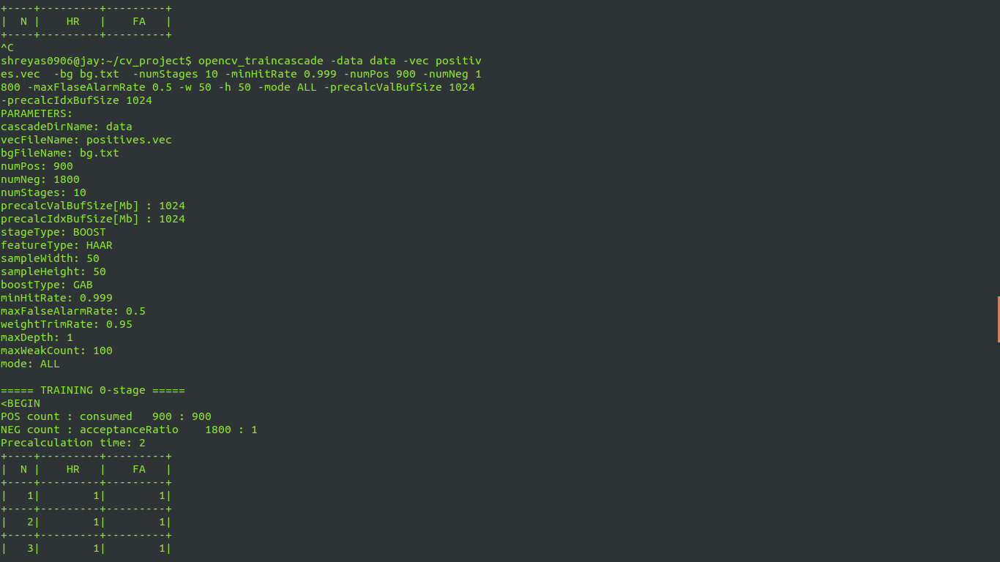 +----+---------+---------+
|  N |    HR   |    FA   |
+----+---------+---------+
^C
shreyas0906@jay:~/cv_project$ opencv_traincascade -data data -vec positiv
es.vec  -bg bg.txt  -numStages 10 -minHitRate 0.999 -numPos 900 -numNeg 1
800 -maxFlaseAlarmRate 0.5 -w 50 -h 50 -mode ALL -precalcValBufSize 1024
-precalcIdxBufSize 1024
PARAMETERS:
cascadeDirName: data
vecFileName: positives.vec
bgFileName: bg.txt
numPos: 900
numNeg: 1800
numStages: 10
precalcValBufSize[Mb] : 1024
precalcIdxBufSize[Mb] : 1024
stageType: BOOST
featureType: HAAR
sampleWidth: 50
sampleHeight: 50
boostType: GAB
minHitRate: 0.999
maxFalseAlarmRate: 0.5
weightTrimRate: 0.95
maxDepth: 1
maxWeakCount: 100
mode: ALL

===== TRAINING 0-stage =====
<BEGIN
POS count : consumed   900 : 900
NEG count : acceptanceRatio    1800 : 1
Precalculation time: 2
+----+---------+---------+
|  N |    HR   |    FA   |
+----+---------+---------+
|   1|        1|        1|
+----+---------+---------+
|   2|        1|        1|
+----+---------+---------+
|   3|        1|        1|